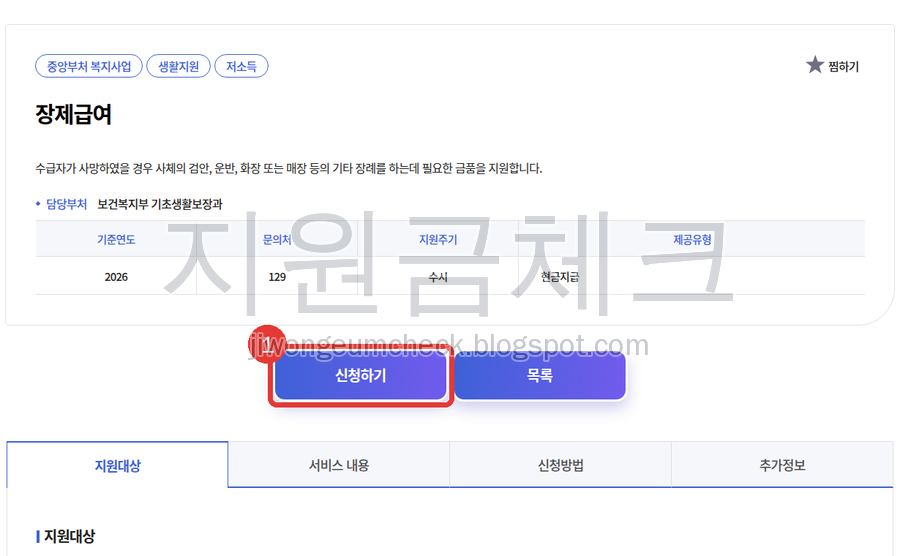 중앙부처 복지사업 생활지원 저소득
찜하기
장제급여
수급자가 사망하였을 경우 사체의 검안, 운반, 화장 또는 매장 등의 기타 장례를 하는데 필요한 금품을 지원합니다.
담당부처 보건복지부 기초생활보장과
기준연도 문의처 지원주기 제공유형
2026 129 수시 현금지급
지원금체크
1
jiwongeumcheck.blogspot.com
신청하기 목록
지원대상 서비스 내용 신청방법 추가정보
지원대상